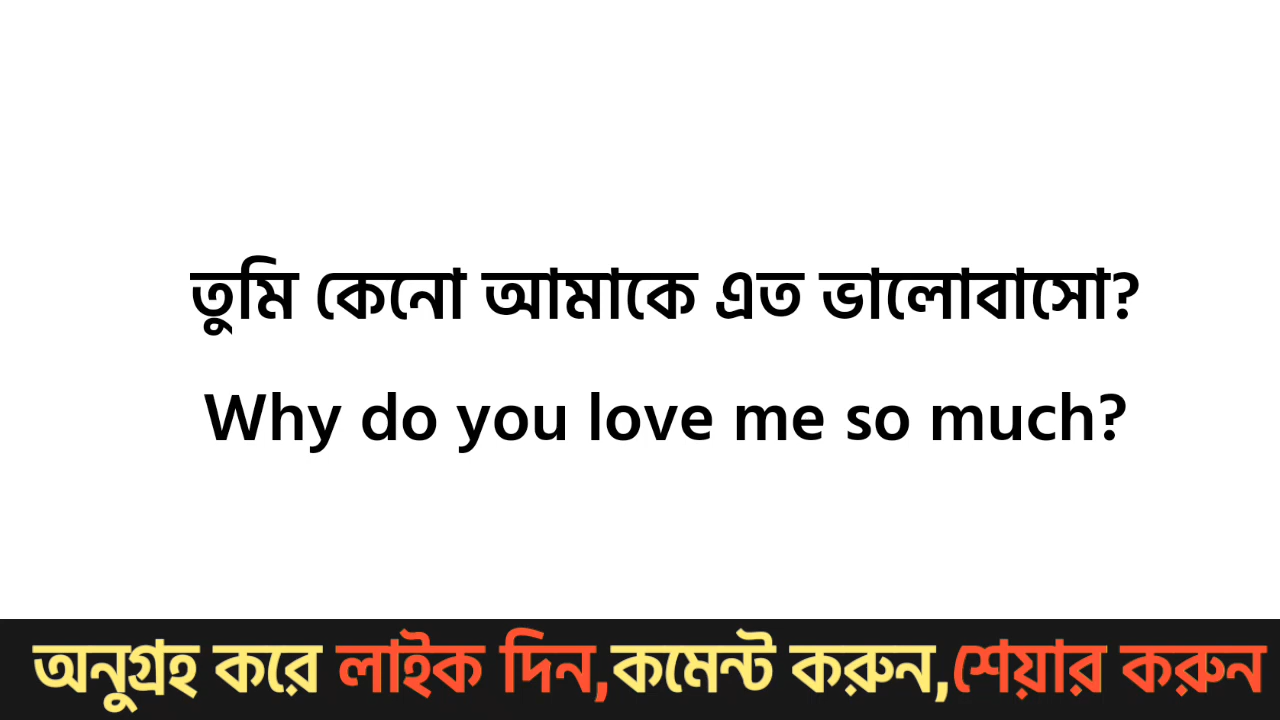 তুমি কেনো আমাকে এত ভালোবাসো?
Why do you love me so much?
অনুগ্রহ করে লাইক দিন,কমেন্ট করুন,শেয়ার করুন